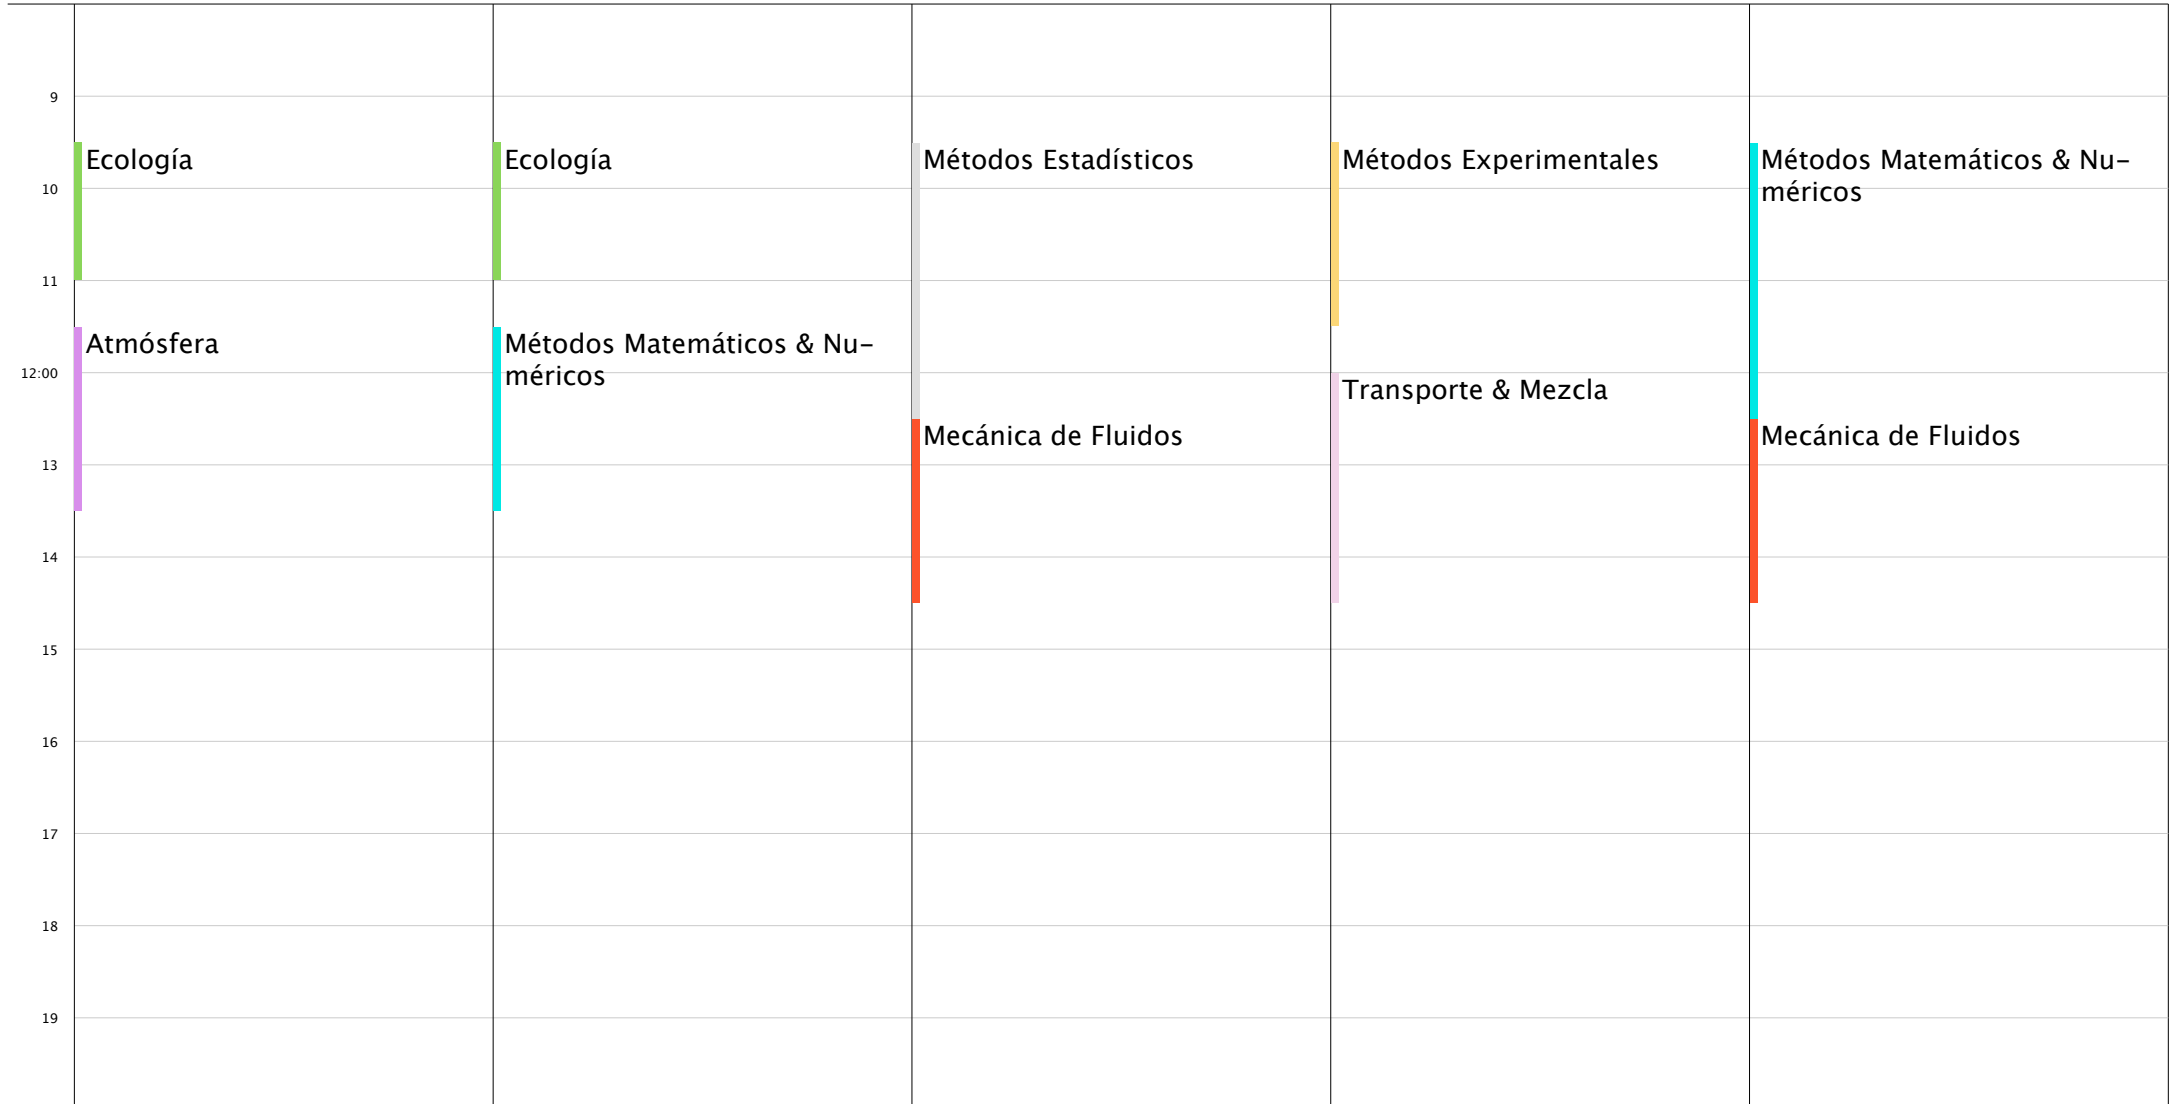 9
Ecología
Ecología
Métodos Estadísticos
Métodos Experimentales
Métodos Matemáticos & Nu-
méricos
10
11
Atmósfera
Métodos Matemáticos & Nu-
méricos
12:00
Transporte & Mezcla
Mecánica de Fluidos
Mecánica de Fluidos
13
14
15
16
17
18
19